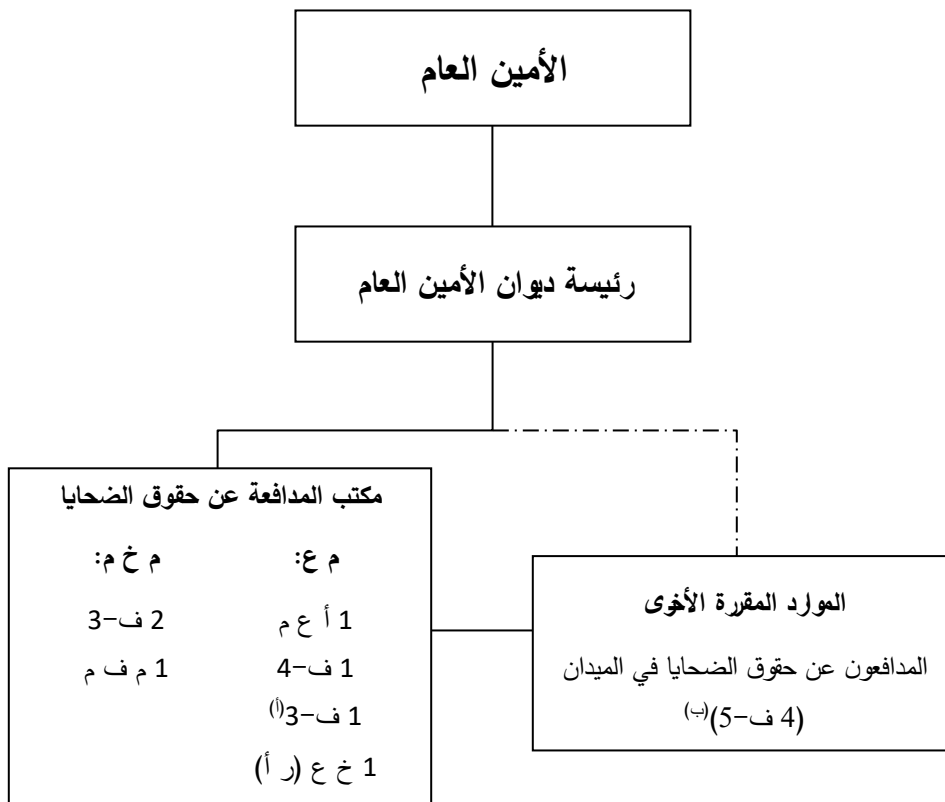 الأمين العام
رئيسة ديوان الأمين العام
مكتب المدافعة عن حقوق الضحايا
م ع:
1 أ ع م
1 ف-4
1 ف-3(أ)
1 خ ع (ر أ)
م خ م:
2 ف-3
1 م ف م
الموارد المقررة الأخرى
المدافعون عن حقوق الضحايا في الميدان
(4 ف-5)(ب)